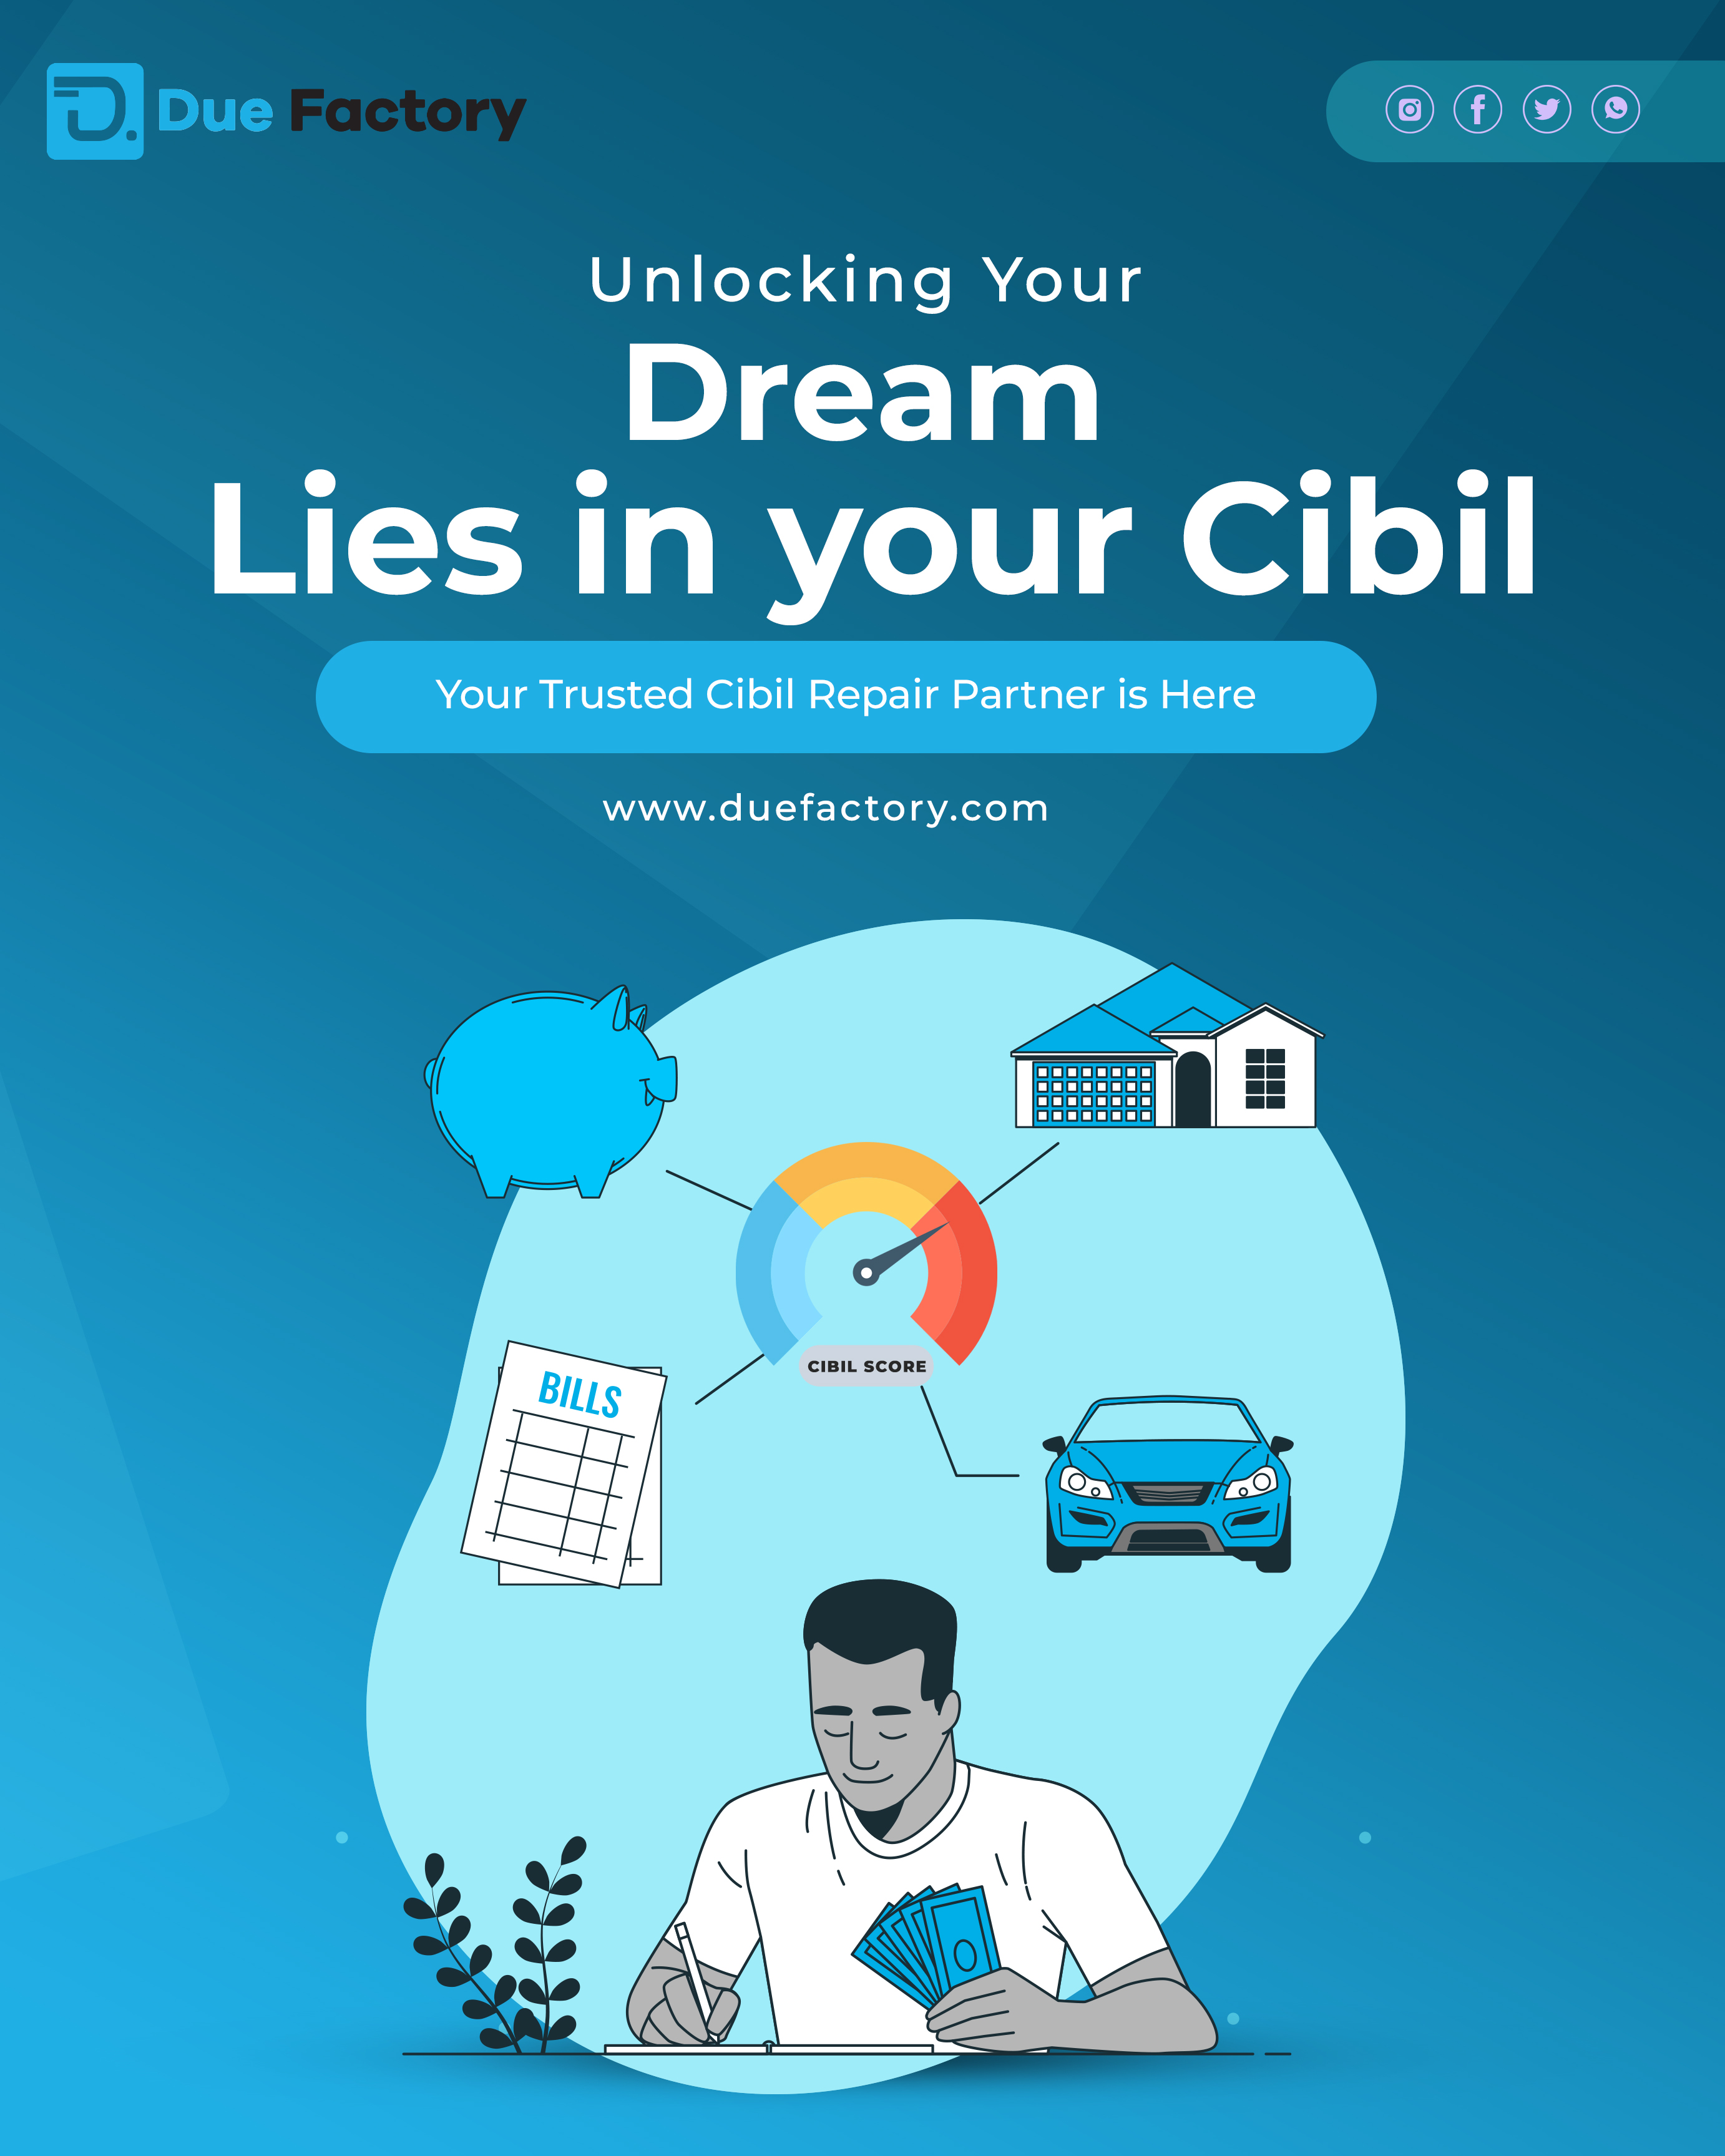 Due Factory
Unlocking Your
Dream
Lies in your Cibil
Your Trusted Cibil Repair Partner is Here
www.duefactory.com
CIBIL SCORE
BILLS